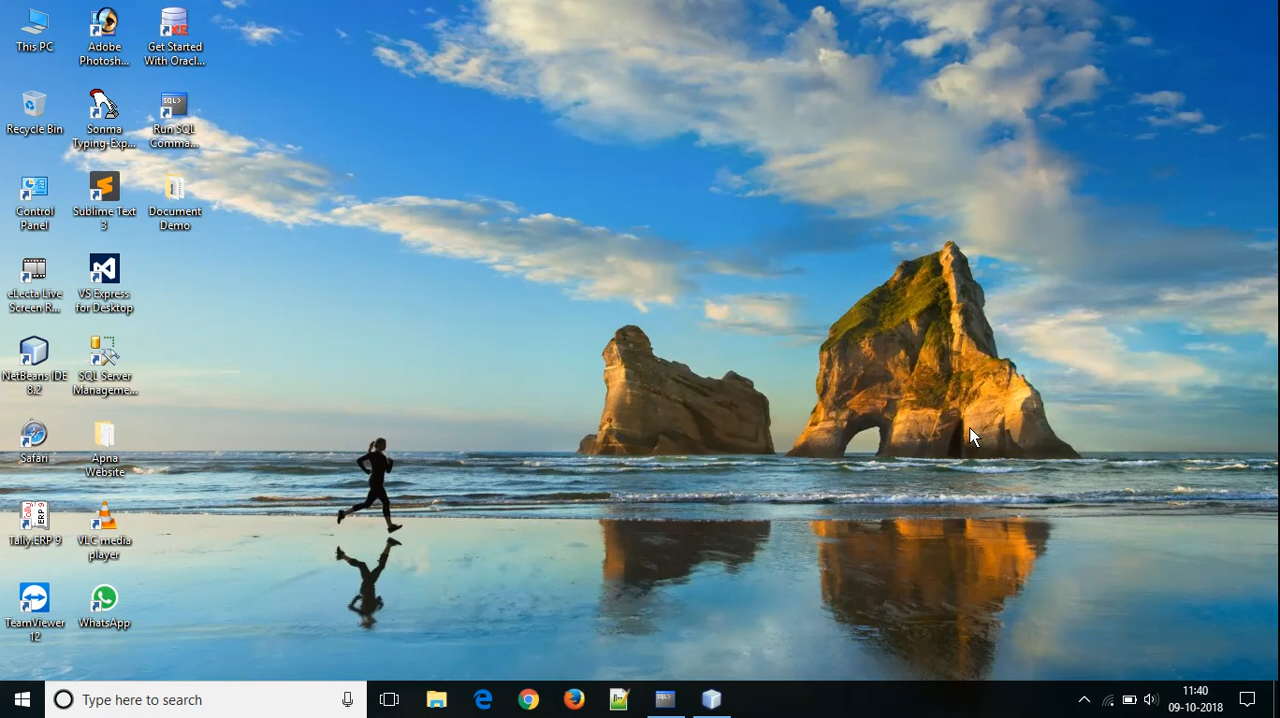 This PC
Adobe
Photosh...
Get Started
With Oracl...
Recycle Bin
Sonma
Typing-Exp...
SQL>
Run SQL
Comma...
Control
Panel
Sublime Text
3
Document
Demo
eLecta Live
Screen R...
VS Express
for Desktop
NetBeans IDE
8.2
SQL Server
Manageme...
Safari
Apna
Website
Tally.ERP 9
VLC media
player
TeamViewer
12
WhatsApp
Type here to search
11:40
09-10-2018